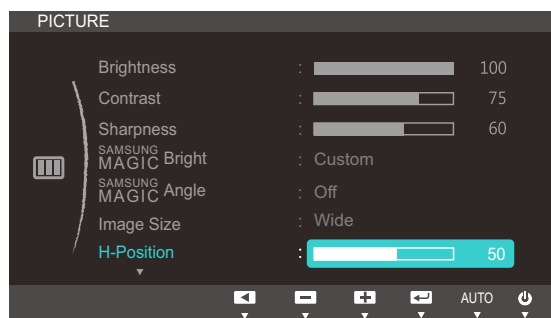 PICTURE
Brightness : 100
Contrast : 75
Sharpness : 60
SAMSUNG MAGIC Bright : Custom
SAMSUNG MAGIC Angle : Off
Image Size : Wide
H-Position : 50
AUTO